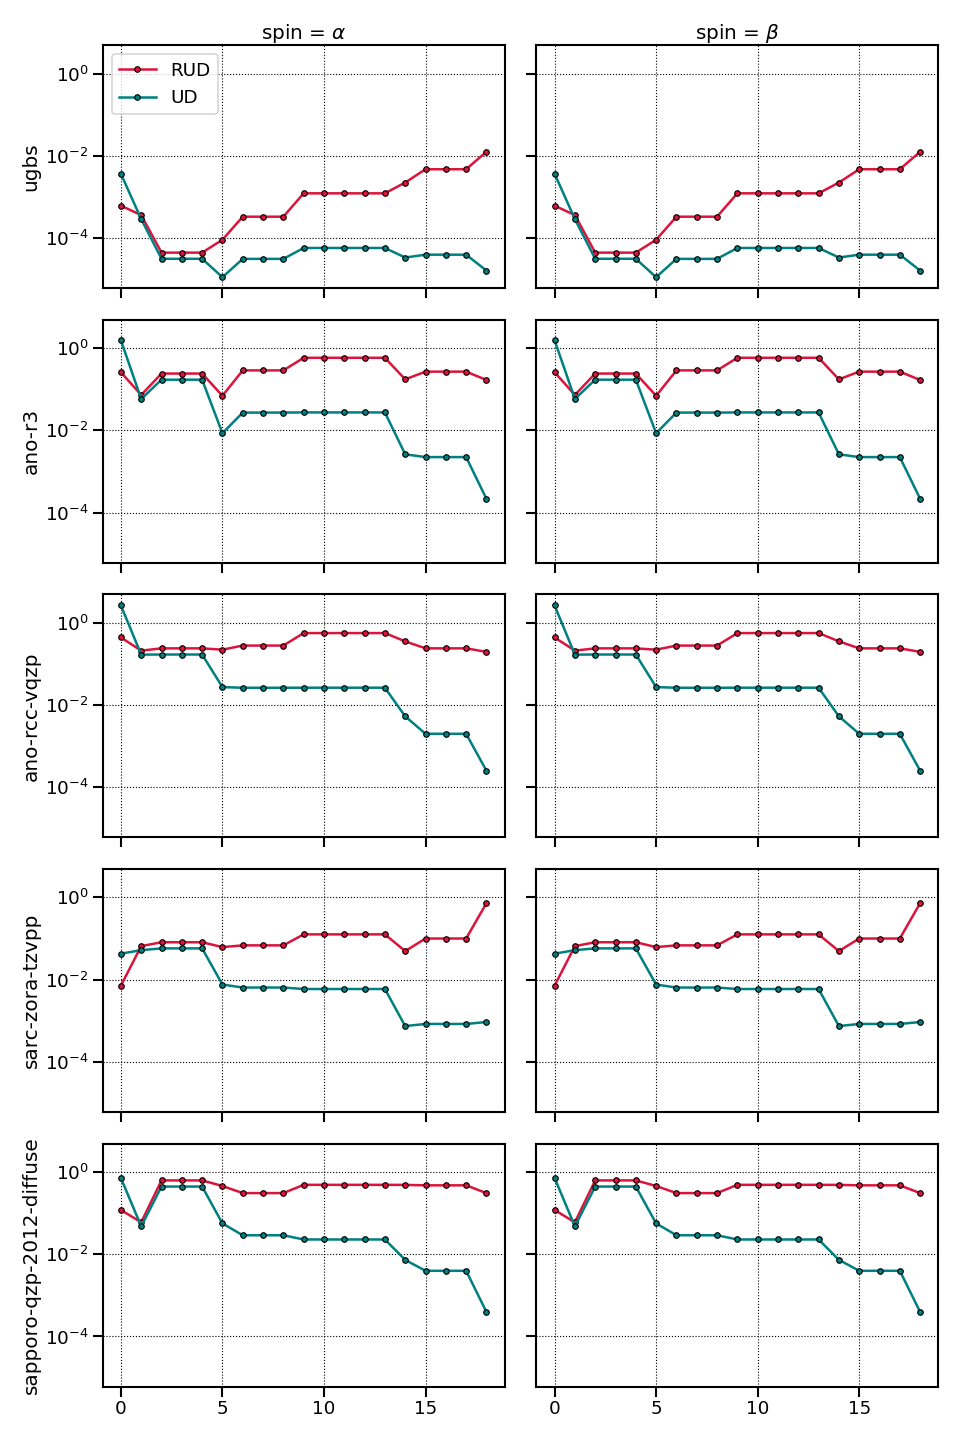 spin = α
spin = β
RUD
UD
ugbs
10⁰
10⁻²
10⁻⁴
ano-r3
10⁰
10⁻²
10⁻⁴
ano-rcc-vqzp
10⁰
10⁻²
10⁻⁴
sarc-zora-tzvpp
10⁰
10⁻²
10⁻⁴
sapporo-qzp-2012-diffuse
10⁰
10⁻²
10⁻⁴
0 5 10 15
0 5 10 15